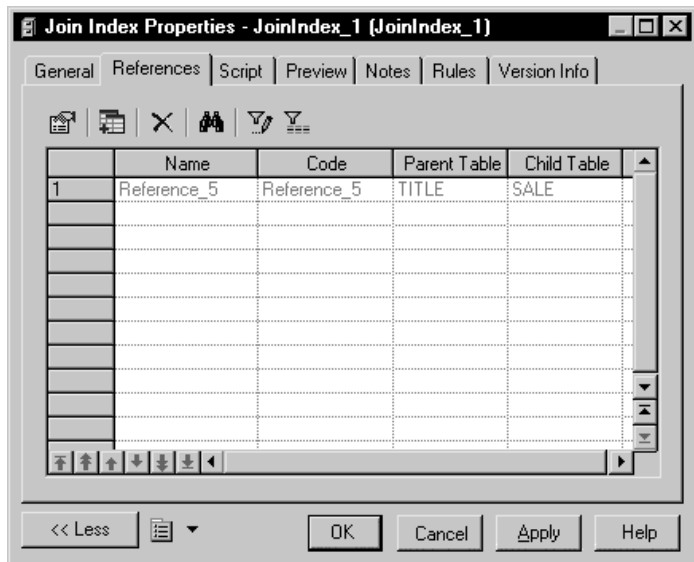 Join Index Properties - JoinIndex_1 (JoinIndex_1)
General References Script Preview Notes Rules Version Info
Name Code Parent Table Child Table
1 Reference_5 Reference_5 TITLE SALE
<< Less OK Cancel Apply Help